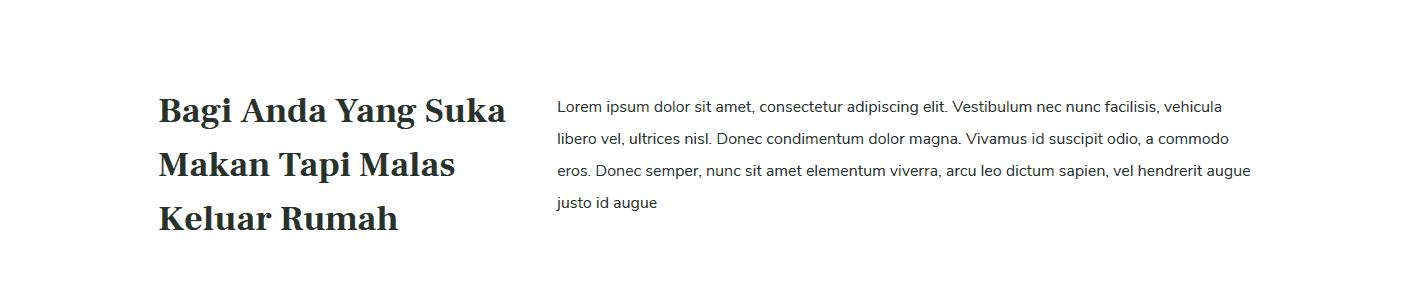 Bagi Anda Yang Suka
Makan Tapi Malas
Keluar Rumah
Lorem ipsum dolor sit amet, consectetur adipiscing elit. Vestibulum nec nunc facilisis, vehicula
libero vel, ultrices nisl. Donec condimentum dolor magna. Vivamus id suscipit odio, a commodo
eros. Donec semper, nunc sit amet elementum viverra, arcu leo dictum sapien, vel hendrerit augue
justo id augue